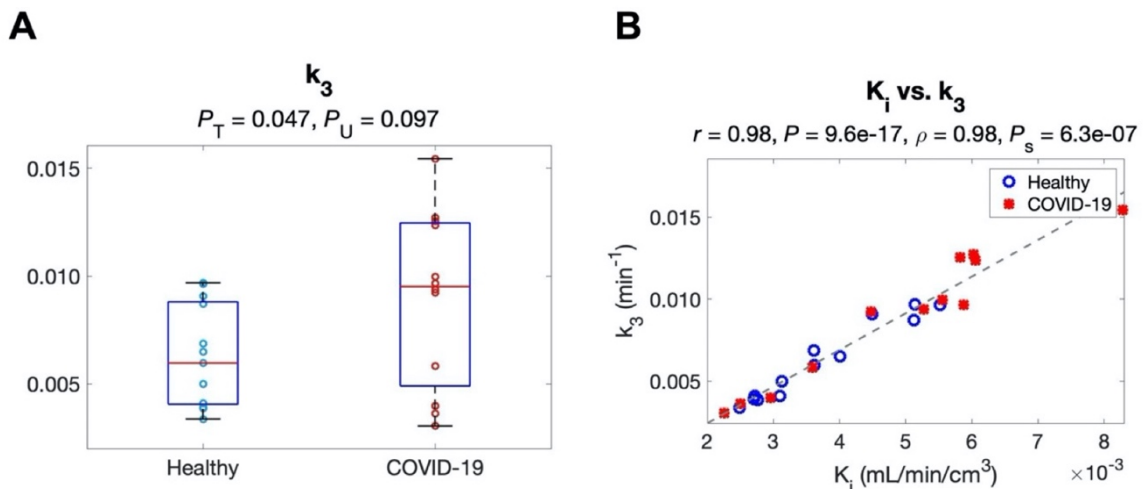 A
k3
PT = 0.047, PU = 0.097
0.015
0.010
0.005
Healthy
COVID-19
B
Ki vs. k3
r = 0.98, P = 9.6e-17, ρ = 0.98, Ps = 6.3e-07
Healthy
COVID-19
k3 (min-1)
0.015
0.010
0.005
2 3 4 5 6 7 8
Ki (mL/min/cm3)
×10-3